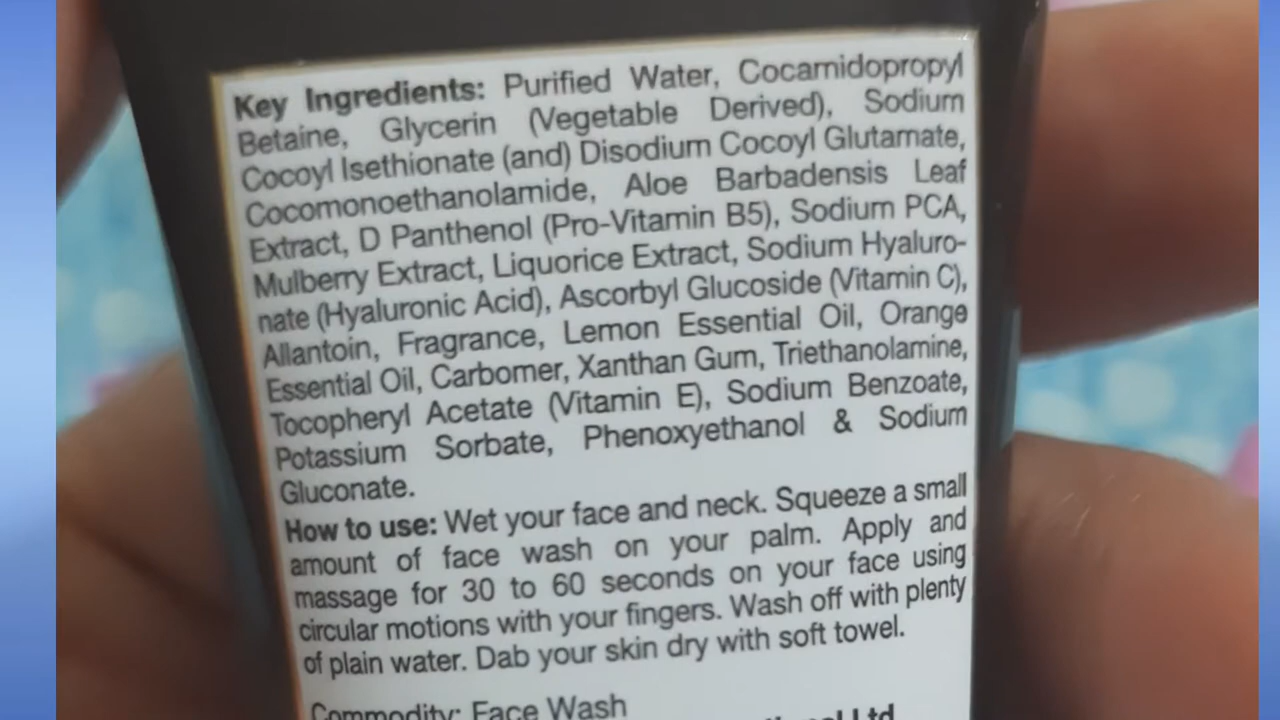 Key Ingredients: Purified Water, Cocamidopropyl
Betaine, Glycerin (Vegetable Derived), Sodium
Cocoyl Isethionate (and) Disodium Cocoyl Glutamate,
Cocomonoethanolamide, Aloe Barbadensis Leaf
Extract, D Panthenol (Pro-Vitamin B5), Sodium PCA,
Mulberry Extract, Liquorice Extract, Sodium Hyaluro-
nate (Hyaluronic Acid), Ascorbyl Glucoside (Vitamin C),
Allantoin, Fragrance, Lemon Essential Oil, Orange
Essential Oil, Carbomer, Xanthan Gum, Triethanolamine,
Tocopheryl Acetate (Vitamin E), Sodium Benzoate,
Potassium Sorbate, Phenoxyethanol & Sodium
Gluconate.
How to use: Wet your face and neck. Squeeze a small
amount of face wash on your palm. Apply and
massage for 30 to 60 seconds on your face using
circular motions with your fingers. Wash off with plenty
of plain water. Dab your skin dry with soft towel.
Commodity: Face Wash
Ltd